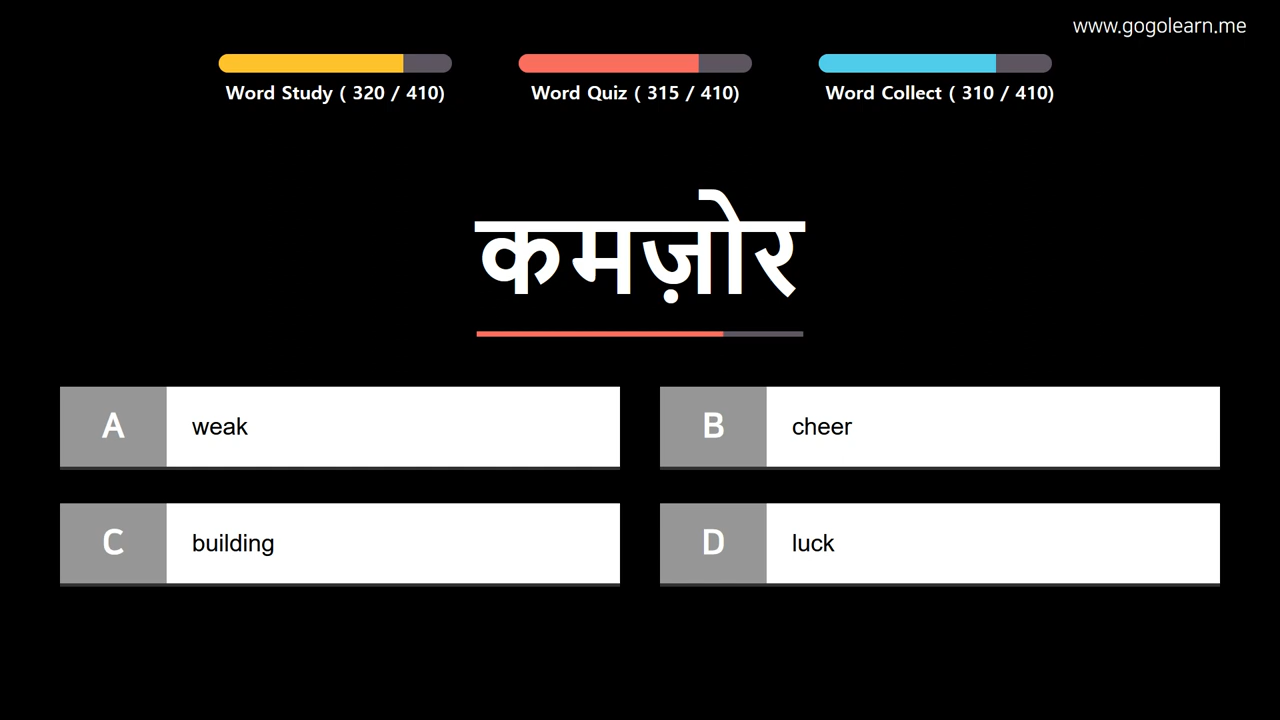 www.gogolearn.me
Word Study ( 320 / 410)
Word Quiz ( 315 / 410)
Word Collect ( 310 / 410)
कमज़ोर
A weak
B cheer
C building
D luck